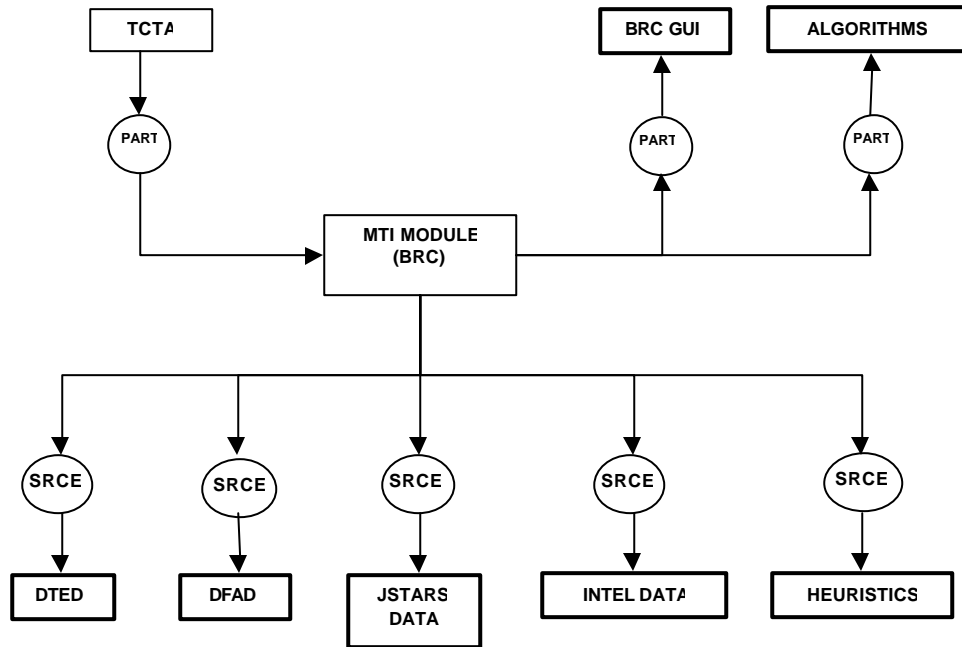 TCTA
BRC GUI
ALGORITHMS
PART
PART
PART
MTI MODULE
(BRC)
SRCE
SRCE
SRCE
SRCE
SRCE
DTED
DFAD
JSTARS
DATA
INTEL DATA
HEURISTICS